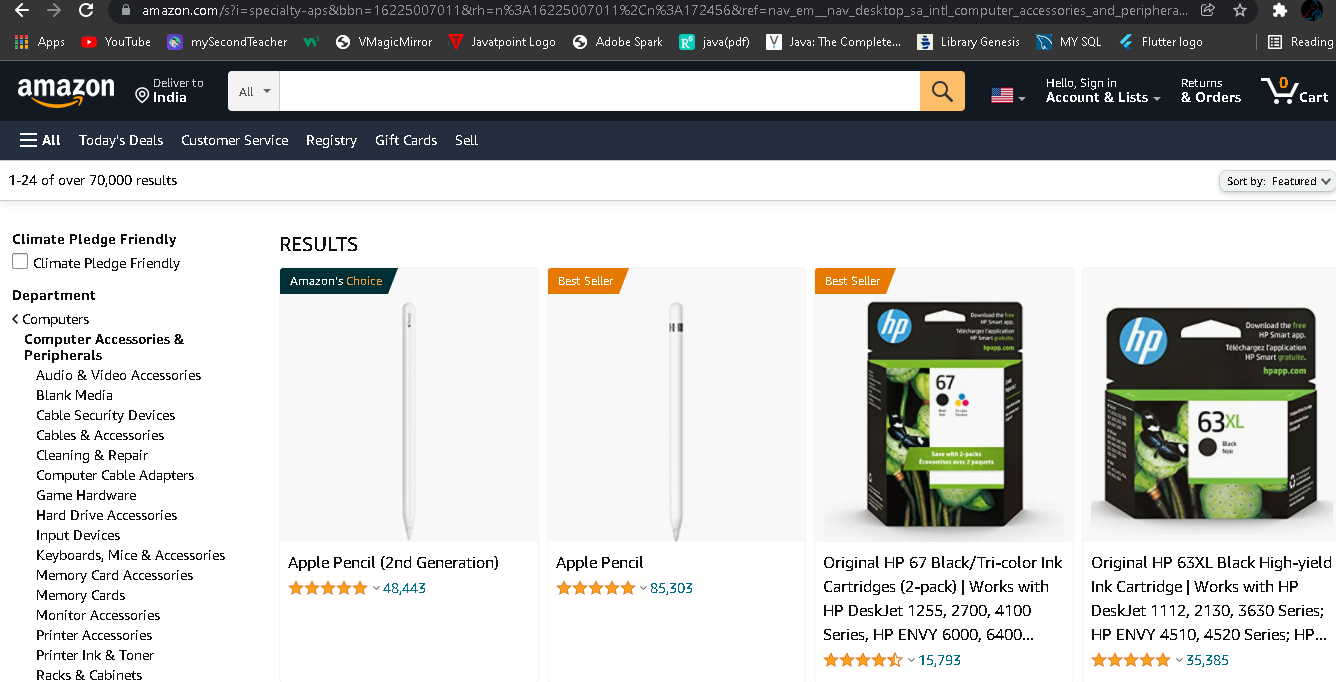 amazon.com/s?i=specialty-aps&bbn=16225007011&rh=n%3A16225007011%2Cn%3A172456&ref=nav_em__nav_desktop_sa_intl_computer_accessories_and_periphera...
Apps YouTube mySecondTeacher VMagicMirror Javatpoint Logo Adobe Spark java(pdf) Java: The Complete... Library Genesis MY SQL Flutter logo Reading
amazon
Deliver to
India
All
Hello, Sign in
Account & Lists
Returns
& Orders
0
Cart
All Today's Deals Customer Service Registry Gift Cards Sell
1-24 of over 70,000 results
Sort by: Featured
Climate Pledge Friendly
Climate Pledge Friendly
Department
Computers
Computer Accessories &
Peripherals
Audio & Video Accessories
Blank Media
Cable Security Devices
Cables & Accessories
Cleaning & Repair
Computer Cable Adapters
Game Hardware
Hard Drive Accessories
Input Devices
Keyboards, Mice & Accessories
Memory Card Accessories
Memory Cards
Monitor Accessories
Printer Accessories
Printer Ink & Toner
Racks & Cabinets
RESULTS
Amazon's Choice
Apple Pencil (2nd Generation)
48,443
Best Seller
Apple Pencil
85,303
Best Seller
hp
Download the free
HP Smart app.
Téléchargez l'application
HP Smart gratuite.
hpapp.com
67
Save with 2-packs
Économisez avec 2 paquets
Original HP 67 Black/Tri-color Ink
Cartridges (2-pack) | Works with
HP DeskJet 1255, 2700, 4100
Series, HP ENVY 6000, 6400...
15,793
hp
Download the free
HP Smart app.
Téléchargez l'application
HP Smart gratuite.
hpapp.com
63XL
Black
Noir
Original HP 63XL Black High-yield
Ink Cartridge | Works with HP
DeskJet 1112, 2130, 3630 Series;
HP ENVY 4510, 4520 Series; HP...
35,385